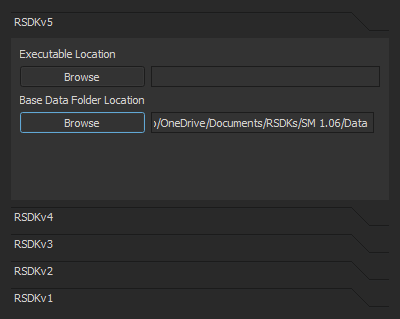 RSDKv5
Executable Location
Browse
Base Data Folder Location
Browse
/OneDrive/Documents/RSDKs/SM 1.06/Data
RSDKv4
RSDKv3
RSDKv2
RSDKv1